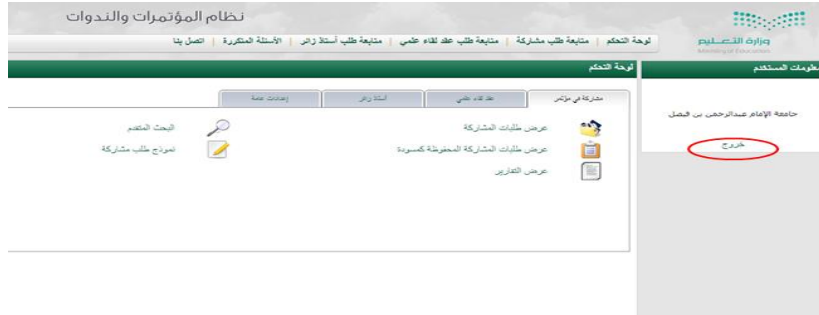 نظام المؤتمرات والندوات
وزارة التعليم
Ministry of Education
لوحة التحكم | متابعة طلب مشاركة | متابعة طلب عقد لقاء علمي | متابعة طلب أستاذ زائر | الأسئلة المتكررة | اتصل بنا
معلومات المستخدم
لوحة التحكم
جامعة الإمام عبدالرحمن بن فيصل
خروج
مشاركة في مؤتمر
عقد لقاء علمي
أستاذ زائر
إعدادات عامة
عرض طلبات المشاركة
البحث المتقدم
عرض طلبات المشاركة المحفوظة كمسودة
نموذج طلب مشاركة
عرض التقارير